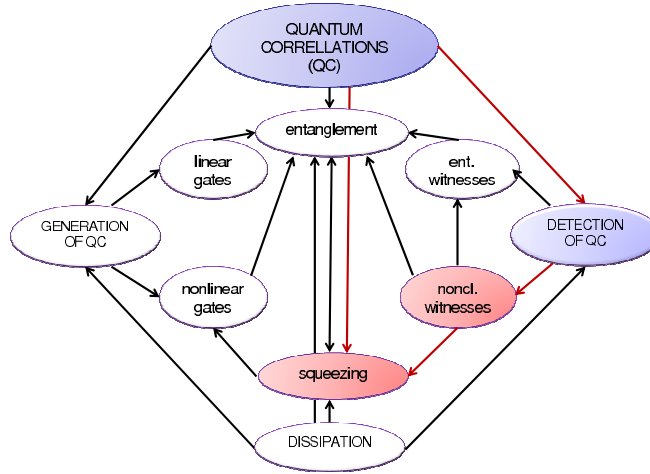 QUANTUM
CORRELLATIONS
(QC)
entanglement
linear
gates
ent.
witnesses
GENERATION
OF QC
DETECTION
OF QC
nonlinear
gates
noncl.
witnesses
squeezing
DISSIPATION